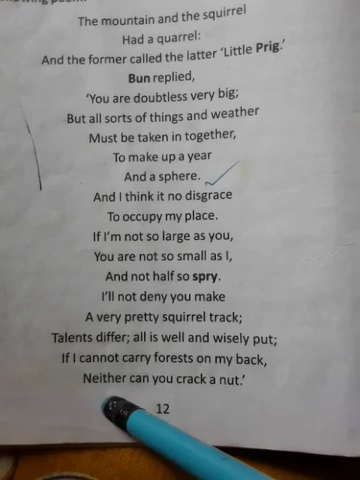 The mountain and the squirrel
Had a quarrel:
And the former called the latter 'Little Prig.'
Bun replied,
'You are doubtless very big;
But all sorts of things and weather
Must be taken in together,
To make up a year
And a sphere.
And I think it no disgrace
To occupy my place.
If I'm not so large as you,
You are not so small as I,
And not half so spry.
I'll not deny you make
A very pretty squirrel track;
Talents differ; all is well and wisely put;
If I cannot carry forests on my back,
Neither can you crack a nut.'
12